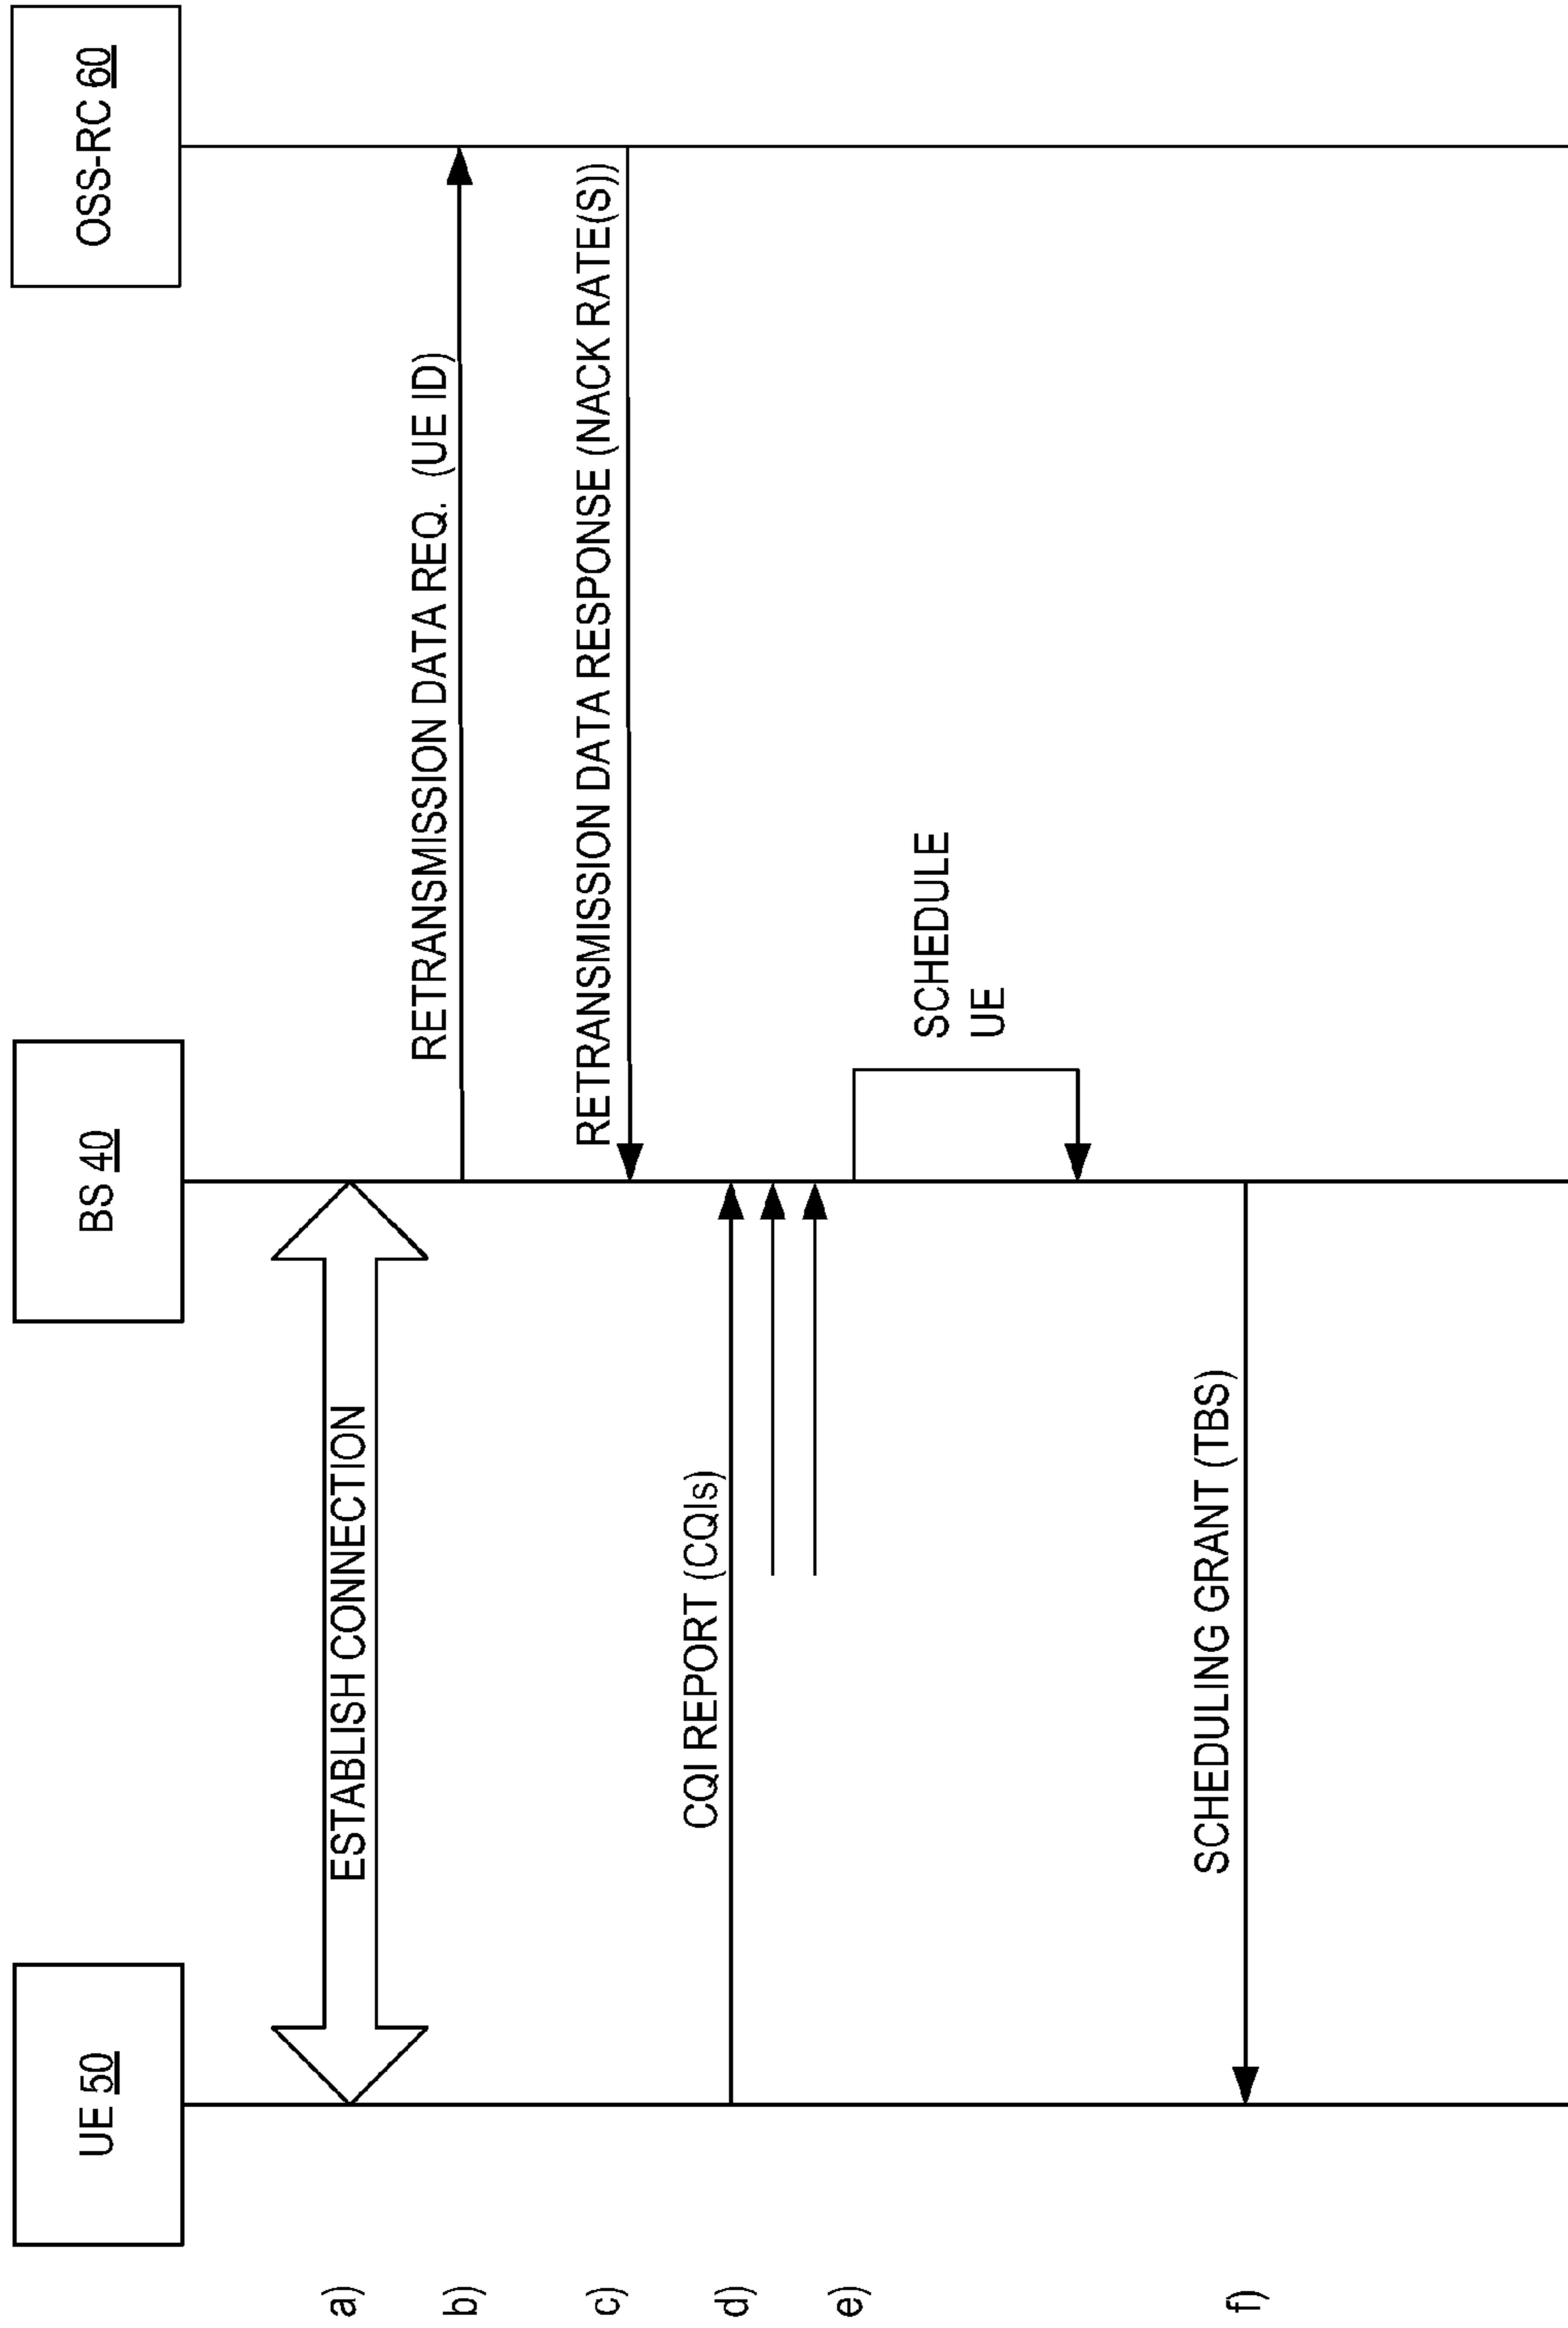 UE 50
BS 40
OSS-RC 60
a)
ESTABLISH CONNECTION
b)
RETRANSMISSION DATA REQ. (UE ID)
c)
RETRANSMISSION DATA RESPONSE (NACK RATE(S))
d)
CQI REPORT (CQIs)
e)
SCHEDULE
UE
f)
SCHEDULING GRANT (TBS)